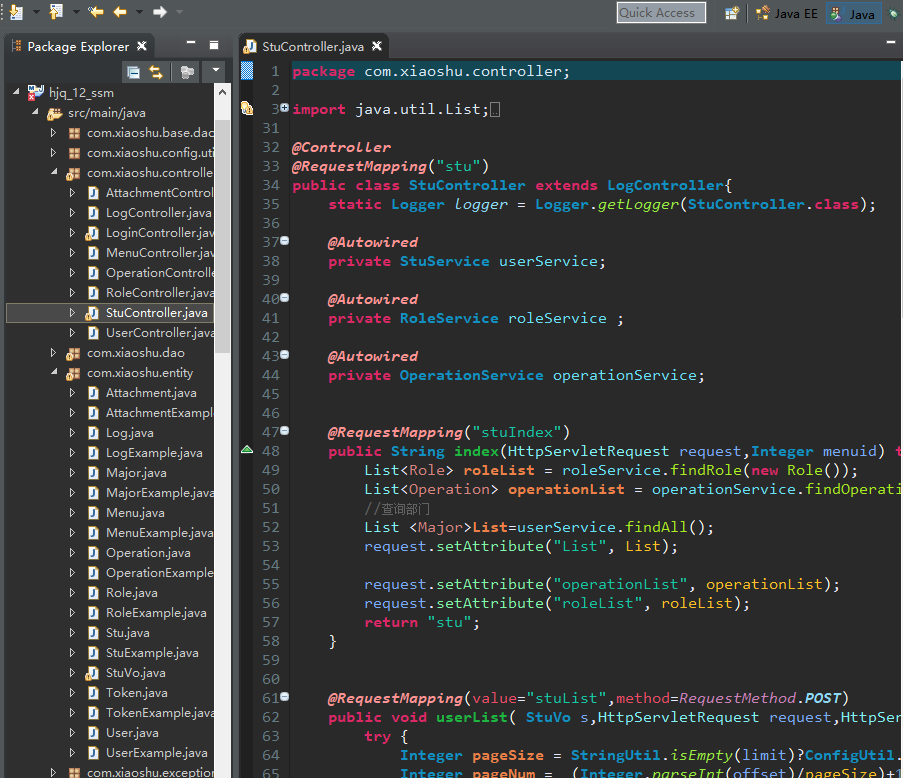 Quick Access
Java EE
Java
Package Explorer
StuController.java
hjq_12_ssm
src/main/java
com.xiaoshu.base.dao
com.xiaoshu.config.uti
com.xiaoshu.controller
AttachmentControl
LogController.java
LoginController.jav
MenuController.jav
OperationControlle
RoleController.java
StuController.java
UserController.java
com.xiaoshu.dao
com.xiaoshu.entity
Attachment.java
AttachmentExampl
Log.java
LogExample.java
Major.java
MajorExample.java
Menu.java
MenuExample.java
Operation.java
OperationExample
Role.java
RoleExample.java
Stu.java
StuExample.java
StuVo.java
Token.java
TokenExample.java
User.java
UserExample.java
com.xiaoshu.exception
1 package com.xiaoshu.controller;
2
3 import java.util.List;
31
32 @Controller
33 @RequestMapping("stu")
34 public class StuController extends LogController{
35 static Logger logger = Logger.getLogger(StuController.class);
36
37 @Autowired
38 private StuService userService;
39
40 @Autowired
41 private RoleService roleService ;
42
43 @Autowired
44 private OperationService operationService;
45
46
47 @RequestMapping("stuIndex")
48 public String index(HttpServletRequest request,Integer menuid) t
49 List<Role> roleList = roleService.findRole(new Role());
50 List<Operation> operationList = operationService.findOperati
51 //查询部门
52 List <Major>List=userService.findAll();
53 request.setAttribute("List", List);
54
55 request.setAttribute("operationList", operationList);
56 request.setAttribute("roleList", roleList);
57 return "stu";
58 }
59
60
61 @RequestMapping(value="stuList",method=RequestMethod.POST)
62 public void userList( StuVo s,HttpServletRequest request,HttpSer
63 try {
64 Integer pageSize = StringUtil.isEmpty(limit)?ConfigUtil.
65 Integer pageNum = (Integer.parseInt(offset)/pageSize)+